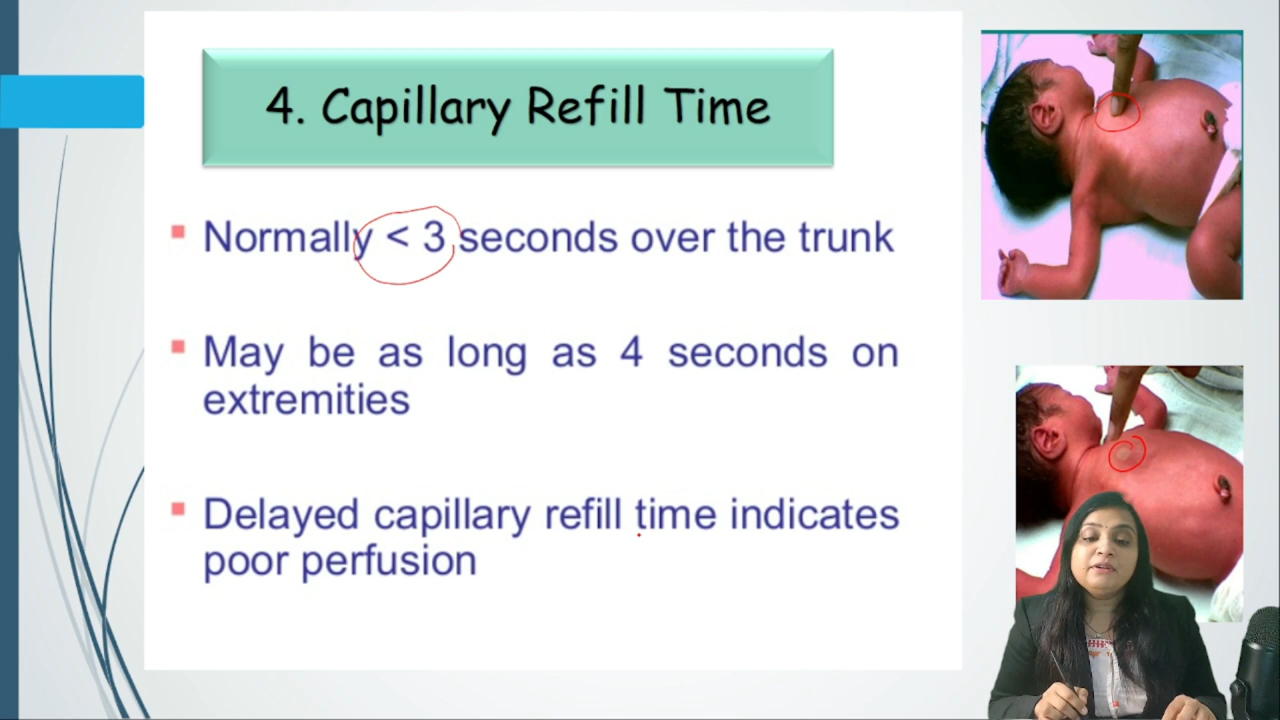 4. Capillary Refill Time
Normally < 3 seconds over the trunk
May be as long as 4 seconds on
extremities
Delayed capillary refill time indicates
poor perfusion